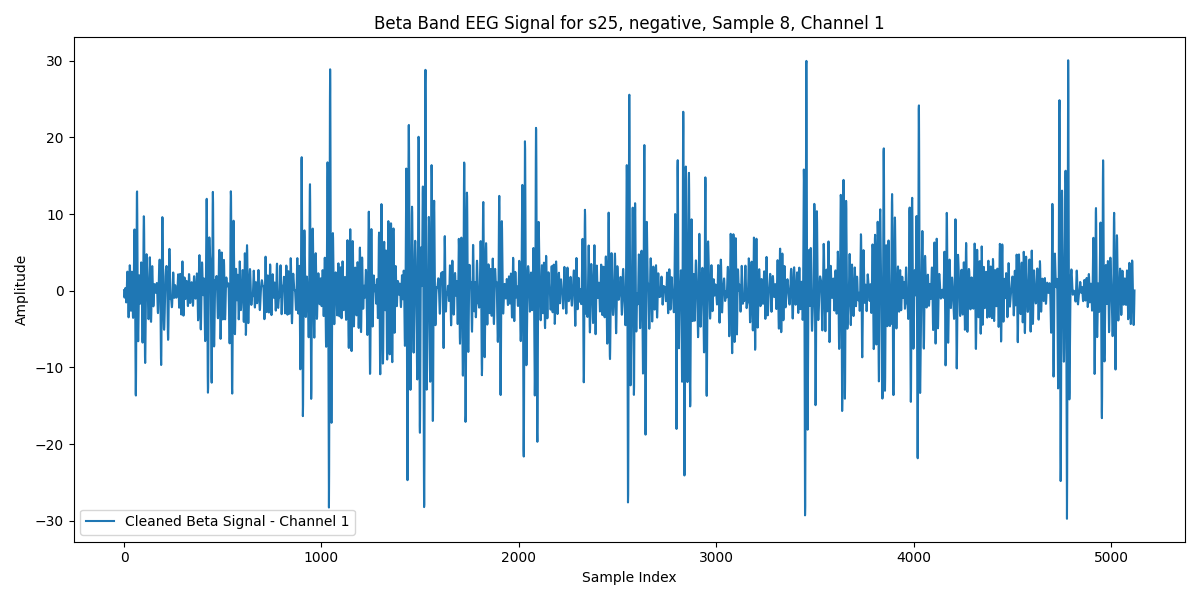 Beta Band EEG Signal for s25, negative, Sample 8, Channel 1
30
20
10
0
−10
−20
−30
Amplitude
Cleaned Beta Signal - Channel 1
0 1000 2000 3000 4000 5000
Sample Index